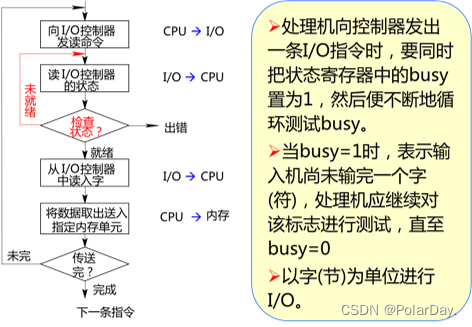 向I/O控制器
发读命令
CPU → I/O
读I/O控制器
的状态
I/O → CPU
未就绪
检查
状态？
出错
就绪
从I/O控制器
中读入字
I/O → CPU
将数据取出送入
指定内存单元
CPU → 内存
未完
传送
完？
完成
下一条指令
➢处理机向控制器发出
一条I/O指令时，要同时
把状态寄存器中的busy
置为1，然后便不断地循
环测试busy。
➢当busy=1时，表示输
入机尚未输完一个字
(符)，处理机应继续对
该标志进行测试，直至
busy=0
➢以字(节)为单位进行
I/O。
CSDN @PolarDay.